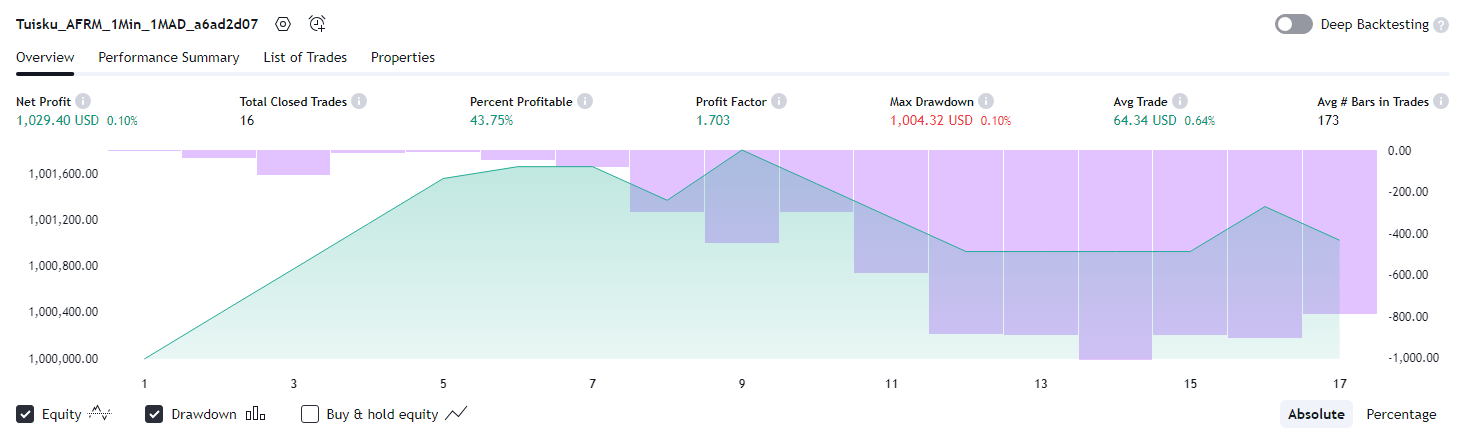 Tuisku_AFRM_1Min_1MAD_a6ad2d07 Deep Backtesting ?
Overview Performance Summary List of Trades Properties
Net Profit Total Closed Trades Percent Profitable Profit Factor Max Drawdown Avg Trade Avg # Bars in Trades
1,029.40 USD 0.10% 16 43.75% 1.703 1,004.32 USD 0.10% 64.34 USD 0.64% 173
0.00
1,001,600.00
-200.00
1,001,200.00
-400.00
1,000,800.00
-600.00
1,000,400.00
-800.00
1,000,000.00 -1,000.00
1 3 5 7 9 11 13 15 17
Equity Drawdown Buy & hold equity Absolute Percentage